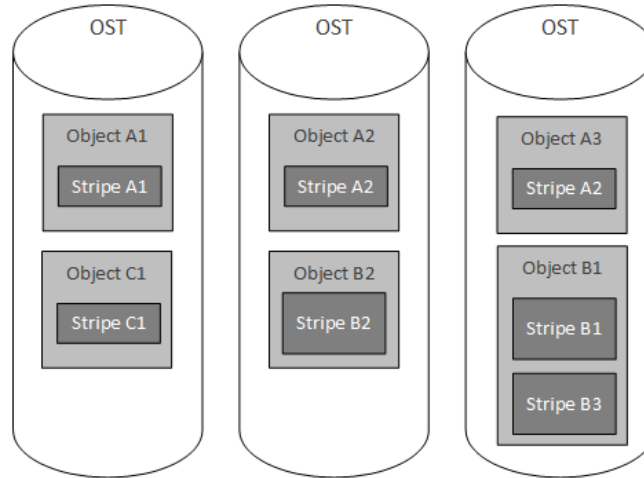 OST
Object A1
Stripe A1
Object C1
Stripe C1
OST
Object A2
Stripe A2
Object B2
Stripe B2
OST
Object A3
Stripe A2
Object B1
Stripe B1
Stripe B3